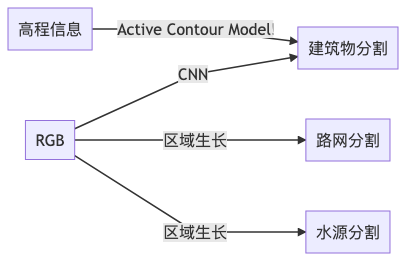 高程信息
Active Contour Model
建筑物分割
CNN
RGB
区域生长
路网分割
区域生长
水源分割